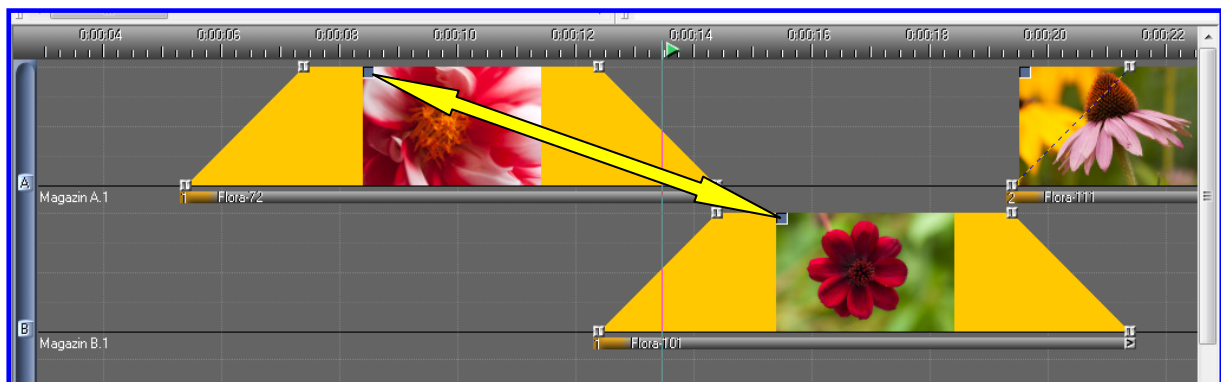 0:00:04 0:00:06 0:00:08 0:00:10 0:00:12 0:00:14 0:00:16 0:00:18 0:00:20 0:00:22
A
Magazin A.1 1 Flora-72 2 Flora-111
B
Magazin B.1 1 Flora-101